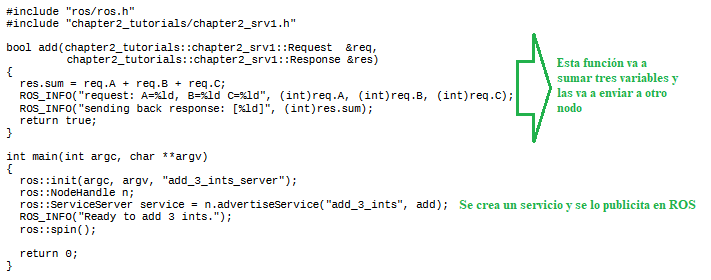 #include "ros/ros.h"
#include "chapter2_tutorials/chapter2_srv1.h"
bool add(chapter2_tutorials::chapter2_srv1::Request  &req,
         chapter2_tutorials::chapter2_srv1::Response &res)
{
  res.sum = req.A + req.B + req.C;
  ROS_INFO("request: A=%ld, B=%ld C=%ld", (int)req.A, (int)req.B, (int)req.C);
  ROS_INFO("sending back response: [%ld]", (int)res.sum);
  return true;
}
Esta función va a
sumar tres variables y
las va a enviar a otro
nodo
int main(int argc, char **argv)
{
  ros::init(argc, argv, "add_3_ints_server");
  ros::NodeHandle n;
  ros::ServiceServer service = n.advertiseService("add_3_ints", add);
Se crea un servicio y se lo publicita en ROS
  ROS_INFO("Ready to add 3 ints.");
  ros::spin();
  return 0;
}